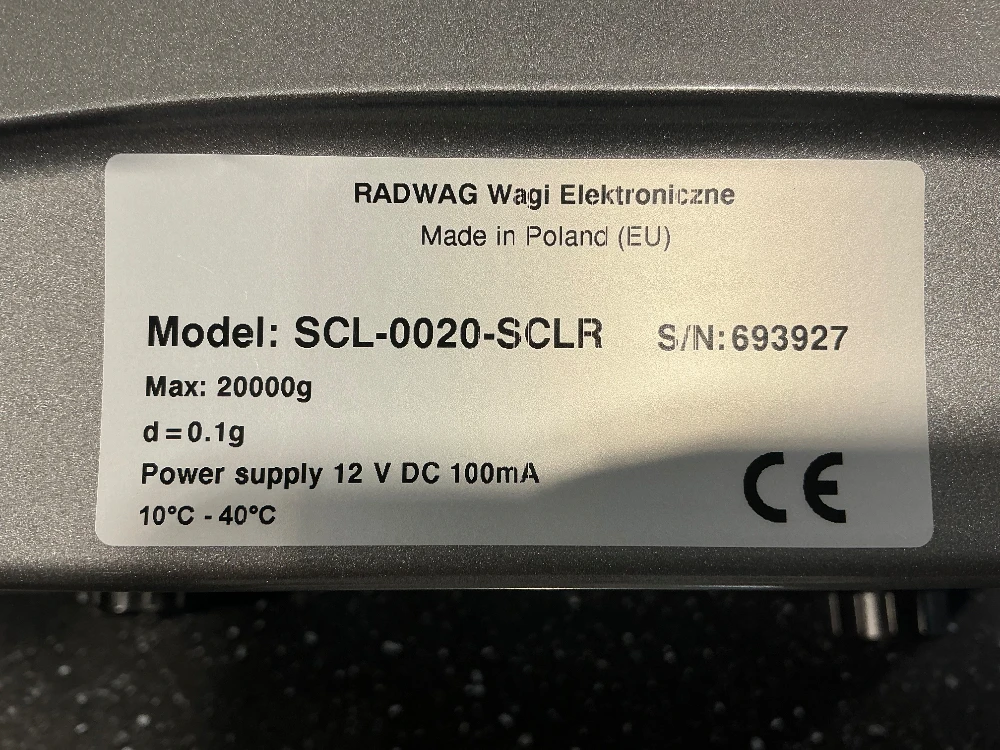 RADWAG Wagi Elektroniczne
Made in Poland (EU)
Model: SCL-0020-SCLR S/N:693927
Max: 20000g
d=0.1g
Power supply 12 V DC 100mA
10°C - 40°C
CE